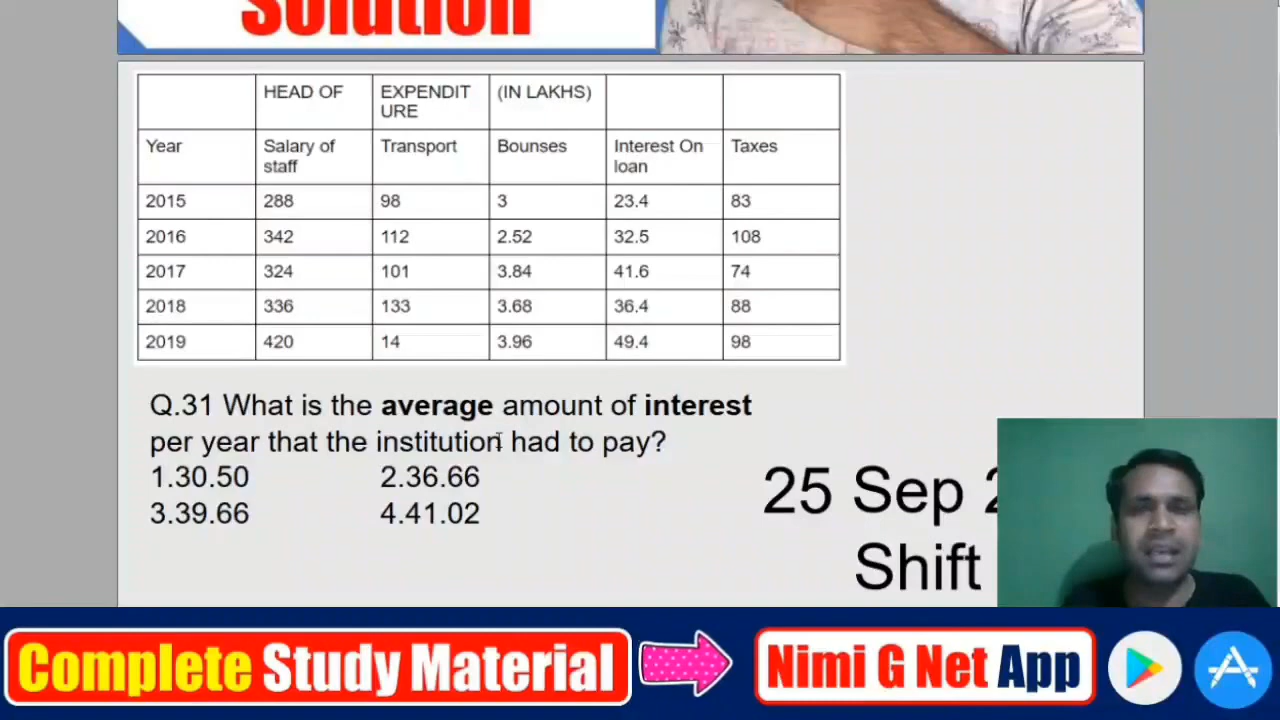 Solution
HEAD OF EXPENDIT URE (IN LAKHS)
Year Salary of staff Transport Bounses Interest On loan Taxes
2015 288 98 3 23.4 83
2016 342 112 2.52 32.5 108
2017 324 101 3.84 41.6 74
2018 336 133 3.68 36.4 88
2019 420 14 3.96 49.4 98
Q.31 What is the average amount of interest
per year that the institution had to pay?
1.30.50 2.36.66
3.39.66 4.41.02
25 Sep 2
Shift
Complete Study Material
Nimi G Net App